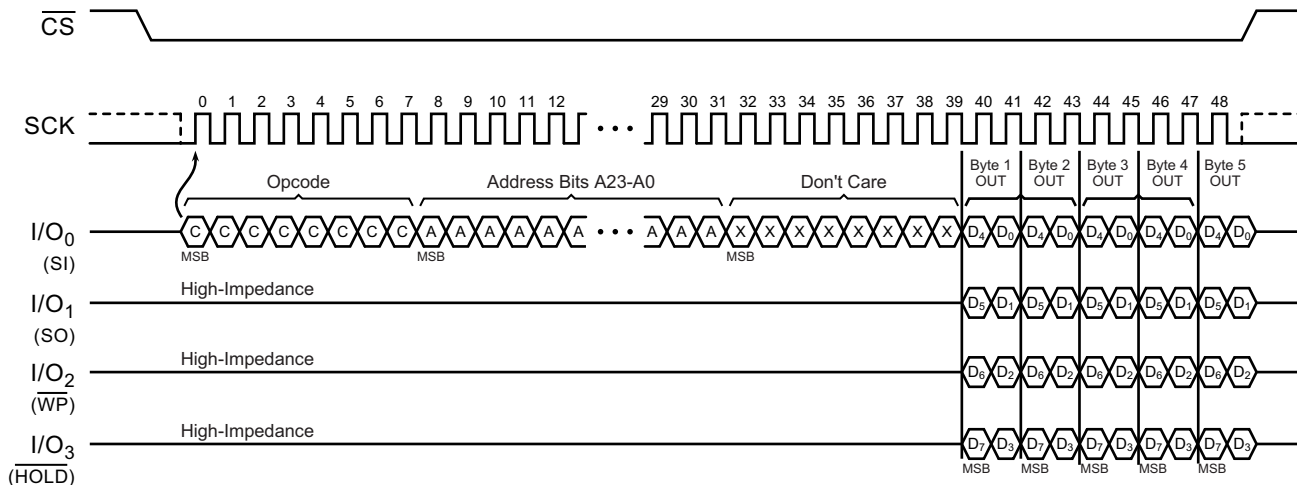 CS
0 1 2 3 4 5 6 7 8 9 10 11 12 29 30 31 32 33 34 35 36 37 38 39 40 41 42 43 44 45 46 47 48
SCK • • •
Byte 1 OUT Byte 2 OUT Byte 3 OUT Byte 4 OUT Byte 5 OUT
Opcode Address Bits A23-A0 Don't Care
I/O₀ C C C C C C C C A A A A A A • • • A A A X X X X X X X X D₄ D₀ D₄ D₀ D₄ D₀ D₄ D₀ D₄ D₀
(SI) MSB MSB MSB
High-Impedance
I/O₁ D₅ D₁ D₅ D₁ D₅ D₁ D₅ D₁ D₅ D₁
(SO)
High-Impedance
I/O₂ D₆ D₂ D₆ D₂ D₆ D₂ D₆ D₂ D₆ D₂
(WP)
High-Impedance
I/O₃ D₇ D₃ D₇ D₃ D₇ D₃ D₇ D₃ D₇ D₃
(HOLD) MSB MSB MSB MSB MSB